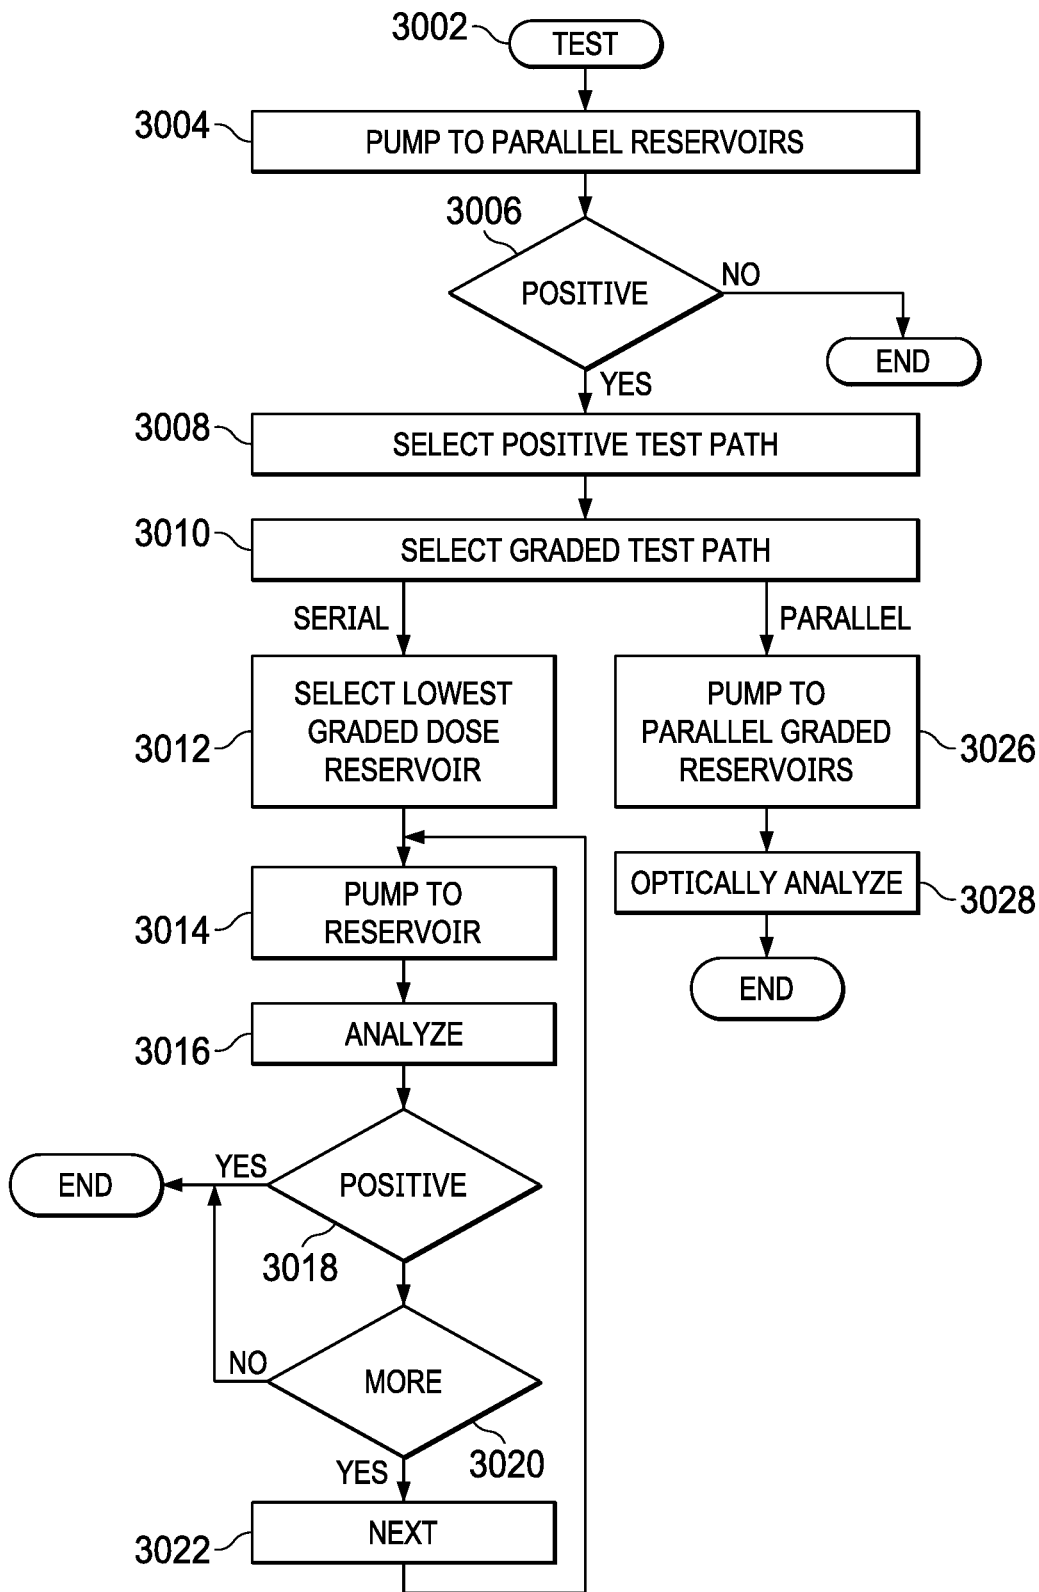 3002
TEST
3004
PUMP TO PARALLEL RESERVOIRS
3006
POSITIVE
NO
END
YES
3008
SELECT POSITIVE TEST PATH
3010
SELECT GRADED TEST PATH
SERIAL
PARALLEL
3012
SELECT LOWEST
GRADED DOSE
RESERVOIR
PUMP TO
PARALLEL GRADED
RESERVOIRS
3026
3014
PUMP TO
RESERVOIR
OPTICALLY ANALYZE
3028
END
3016
ANALYZE
END
YES
POSITIVE
3018
NO
MORE
3020
YES
3022
NEXT